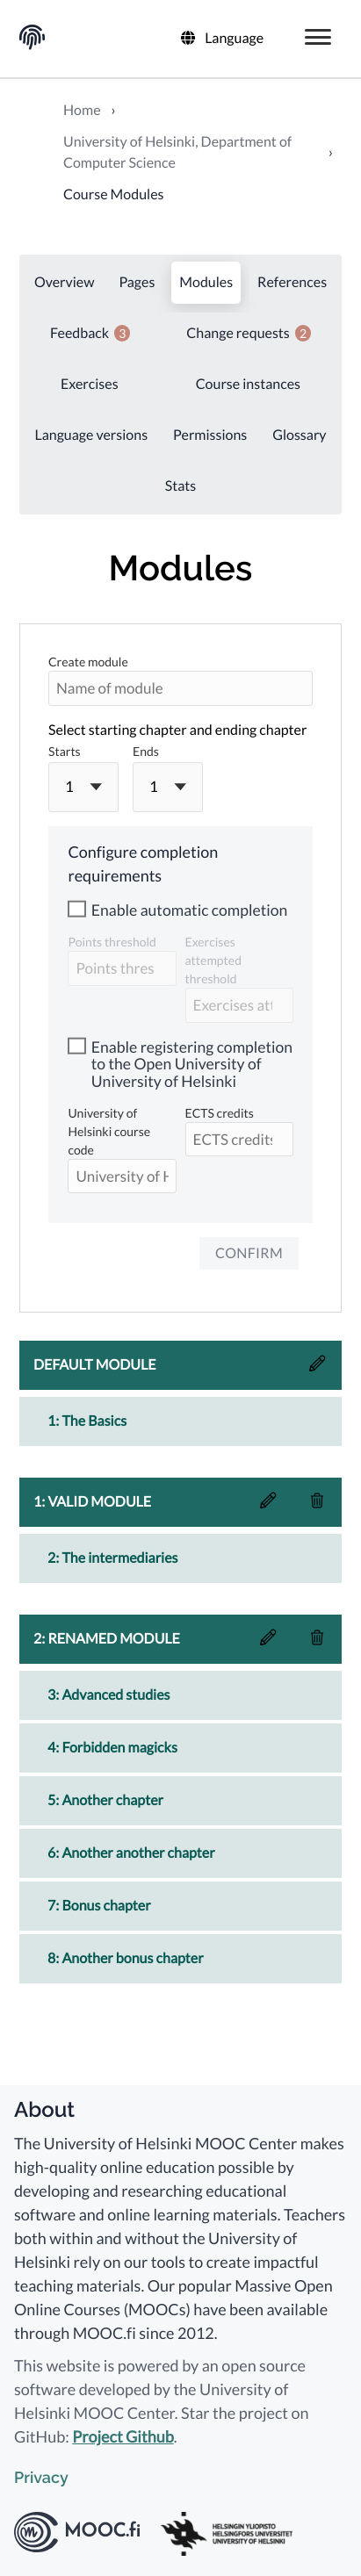 Language
Home ›
University of Helsinki, Department of
Computer Science ›
Course Modules
Overview Pages Modules References
Feedback 3 Change requests 2
Exercises Course instances
Language versions Permissions Glossary
Stats
Modules
Create module
Name of module
Select starting chapter and ending chapter
Starts Ends
1 1
Configure completion
requirements
Enable automatic completion
Points threshold Exercises
attempted
threshold
Points thres
Exercises att
Enable registering completion
to the Open University of
University of Helsinki
University of
Helsinki course
code
University of H
ECTS credits
ECTS credits
CONFIRM
DEFAULT MODULE
1: The Basics
1: VALID MODULE
2: The intermediaries
2: RENAMED MODULE
3: Advanced studies
4: Forbidden magicks
5: Another chapter
6: Another another chapter
7: Bonus chapter
8: Another bonus chapter
About
The University of Helsinki MOOC Center makes
high-quality online education possible by
developing and researching educational
software and online learning materials. Teachers
both within and without the University of
Helsinki rely on our tools to create impactful
teaching materials. Our popular Massive Open
Online Courses (MOOCs) have been available
through MOOC.fi since 2012.
This website is powered by an open source
software developed by the University of
Helsinki MOOC Center. Star the project on
GitHub: Project Github.
Privacy
MOOC.fi
HELSINGIN YLIOPISTO
HELSINGFORS UNIVERSITET
UNIVERSITY OF HELSINKI